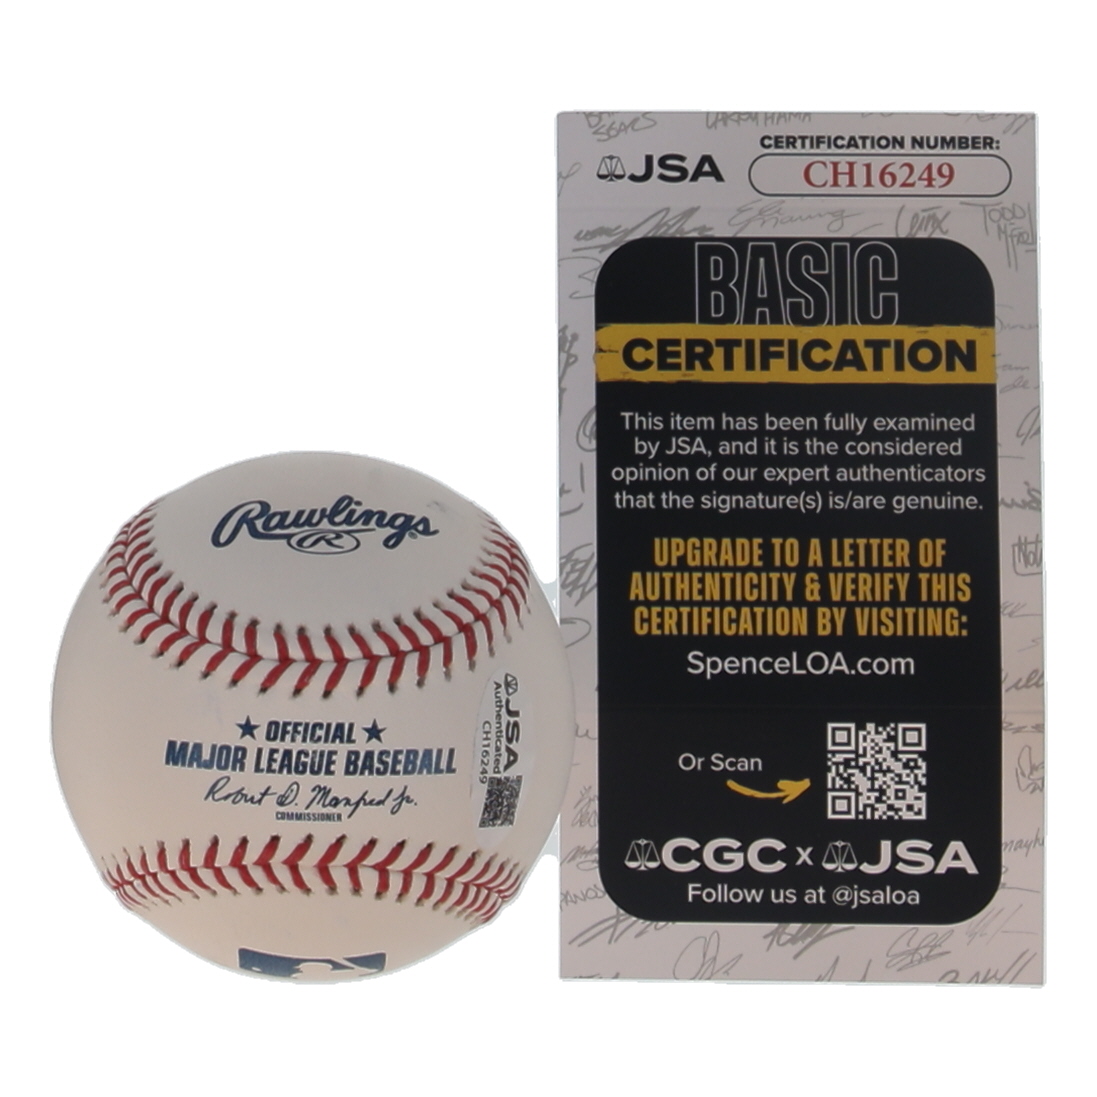 JSA
CERTIFICATION NUMBER:
CH16249
BASIC
CERTIFICATION
This item has been fully examined
by JSA, and it is the considered
opinion of our expert authenticators
that the signature(s) is/are genuine.
UPGRADE TO A LETTER OF
AUTHENTICITY & VERIFY THIS
CERTIFICATION BY VISITING:
SpenceLOA.com
Or Scan
CGC x JSA
Follow us at @jsaloa
Rawlings
R
★ OFFICIAL ★
MAJOR LEAGUE BASEBALL
Robert D. Manfred Jr.
COMMISSIONER
JSA
Authenticated
CH16249